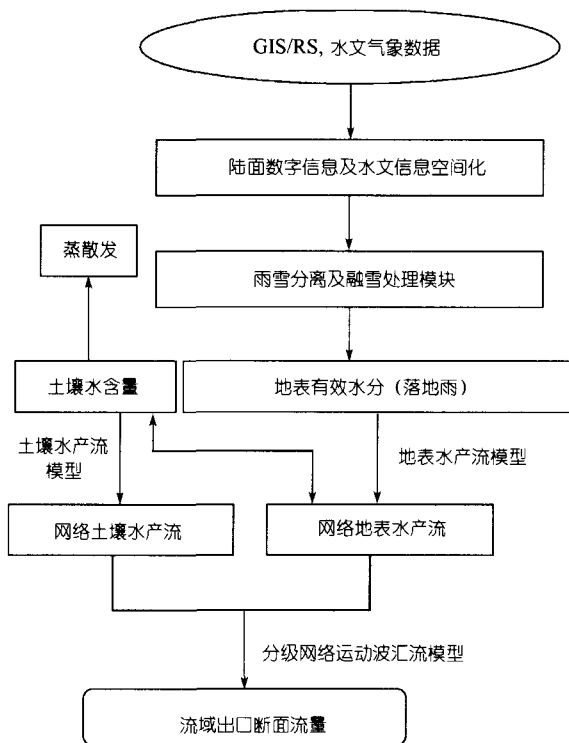 GIS/RS, 水文气象数据
陆面数字信息及水文信息空间化
蒸散发
雨雪分离及融雪处理模块
土壤水含量
地表有效水分（落地雨）
土壤水产流
模型
地表水产流模型
网络土壤水产流
网络地表水产流
分级网络运动波汇流模型
流域出口断面流量